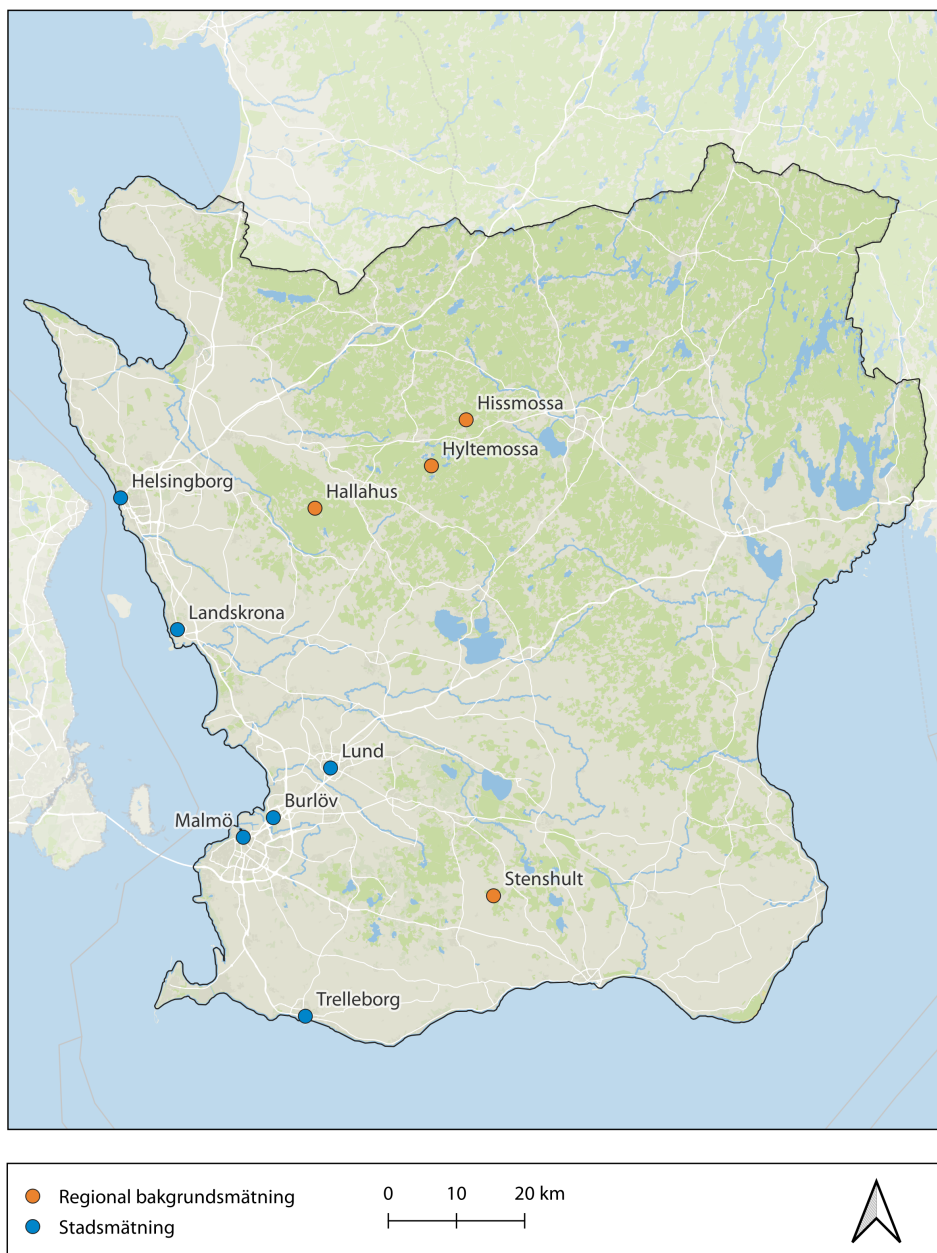 Hissmossa
Hyltemossa
Helsingborg
Hallahus
Landskrona
Lund
Burlöv
Malmö
Stenshult
Trelleborg
Regional bakgrundsmätning
Stadsmätning
0 10 20 km